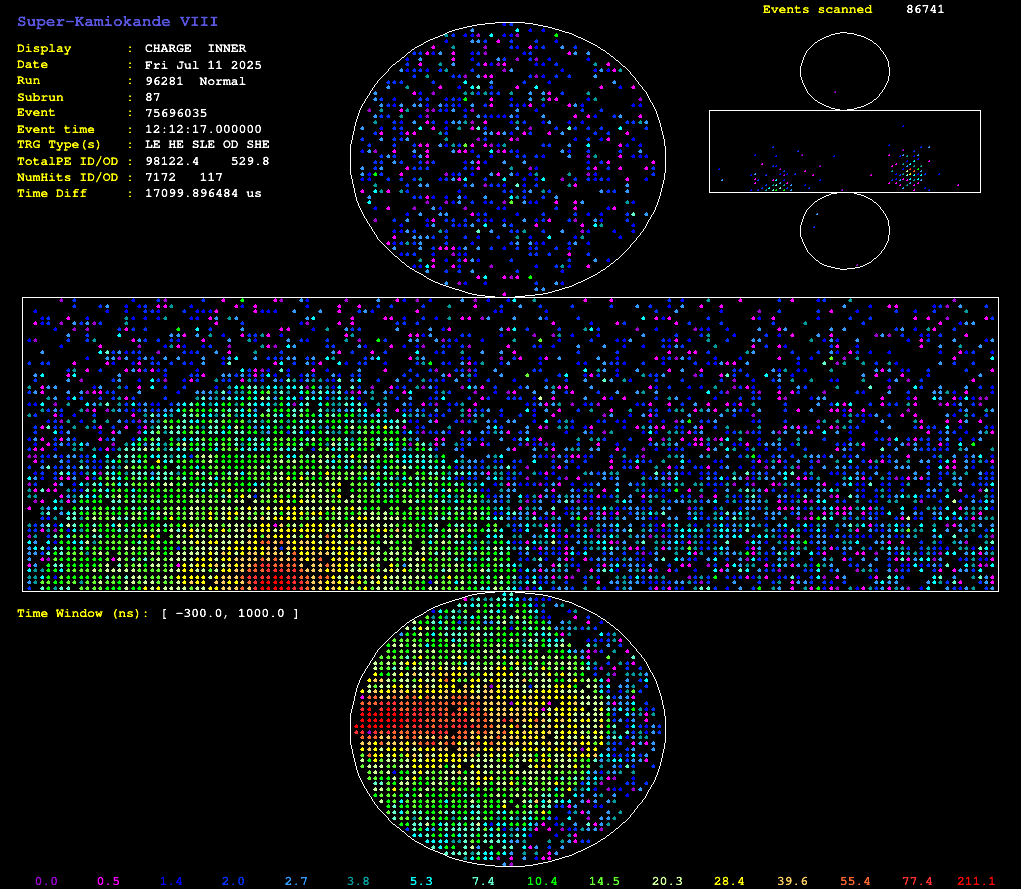 Super-Kamiokande VIII
Display : CHARGE INNER
Date : Fri Jul 11 2025
Run : 96281 Normal
Subrun : 87
Event : 75696035
Event time : 12:12:17.000000
TRG Type(s) : LE HE SLE OD SHE
TotalPE ID/OD : 98122.4 529.8
NumHits ID/OD : 7172 117
Time Diff : 17099.896484 us
Events scanned 86741
Time Window (ns): [ -300.0, 1000.0 ]
0.0 0.5 1.4 2.0 2.7 3.8 5.3 7.4 10.4 14.5 20.3 28.4 39.6 55.4 77.4 211.1